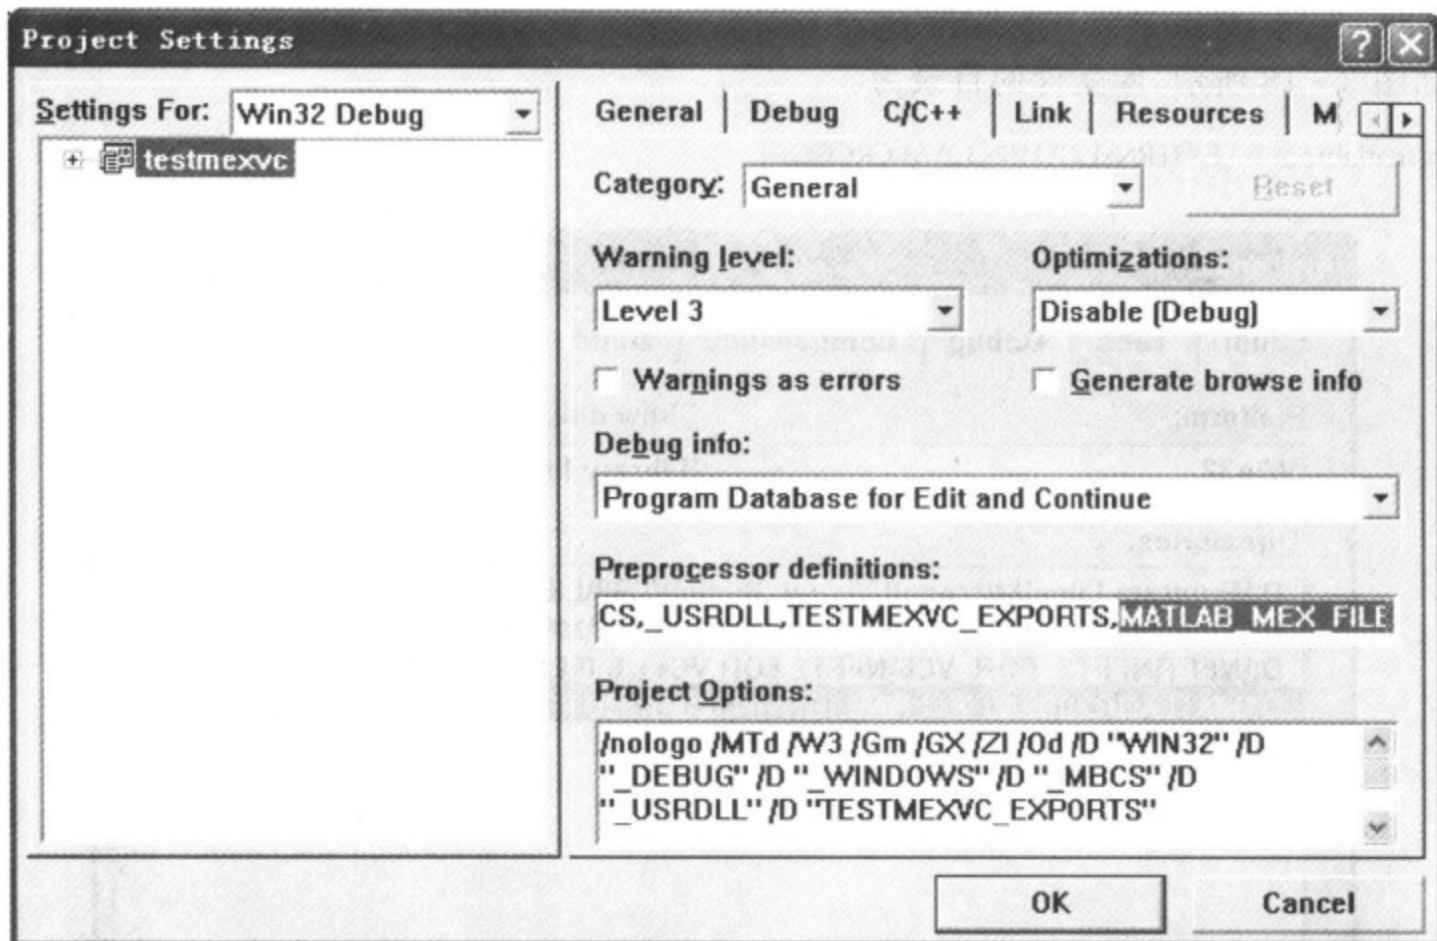 Project Settings
Settings For: Win32 Debug
testmexvc
General Debug C/C++ Link Resources M
Category: General Reset
Warning level: Optimizations:
Level 3 Disable (Debug)
Warnings as errors Generate browse info
Debug info:
Program Database for Edit and Continue
Preprocessor definitions:
CS,_USRDLL,TESTMEXVC_EXPORTS,MATLAB_MEX_FILE
Project Options:
/nologo /MTd /W3 /Gm /GX /ZI /Od /D "WIN32" /D
"_DEBUG" /D "_WINDOWS" /D "_MBCS" /D
"_USRDLL" /D "TESTMEXVC_EXPORTS"
OK Cancel